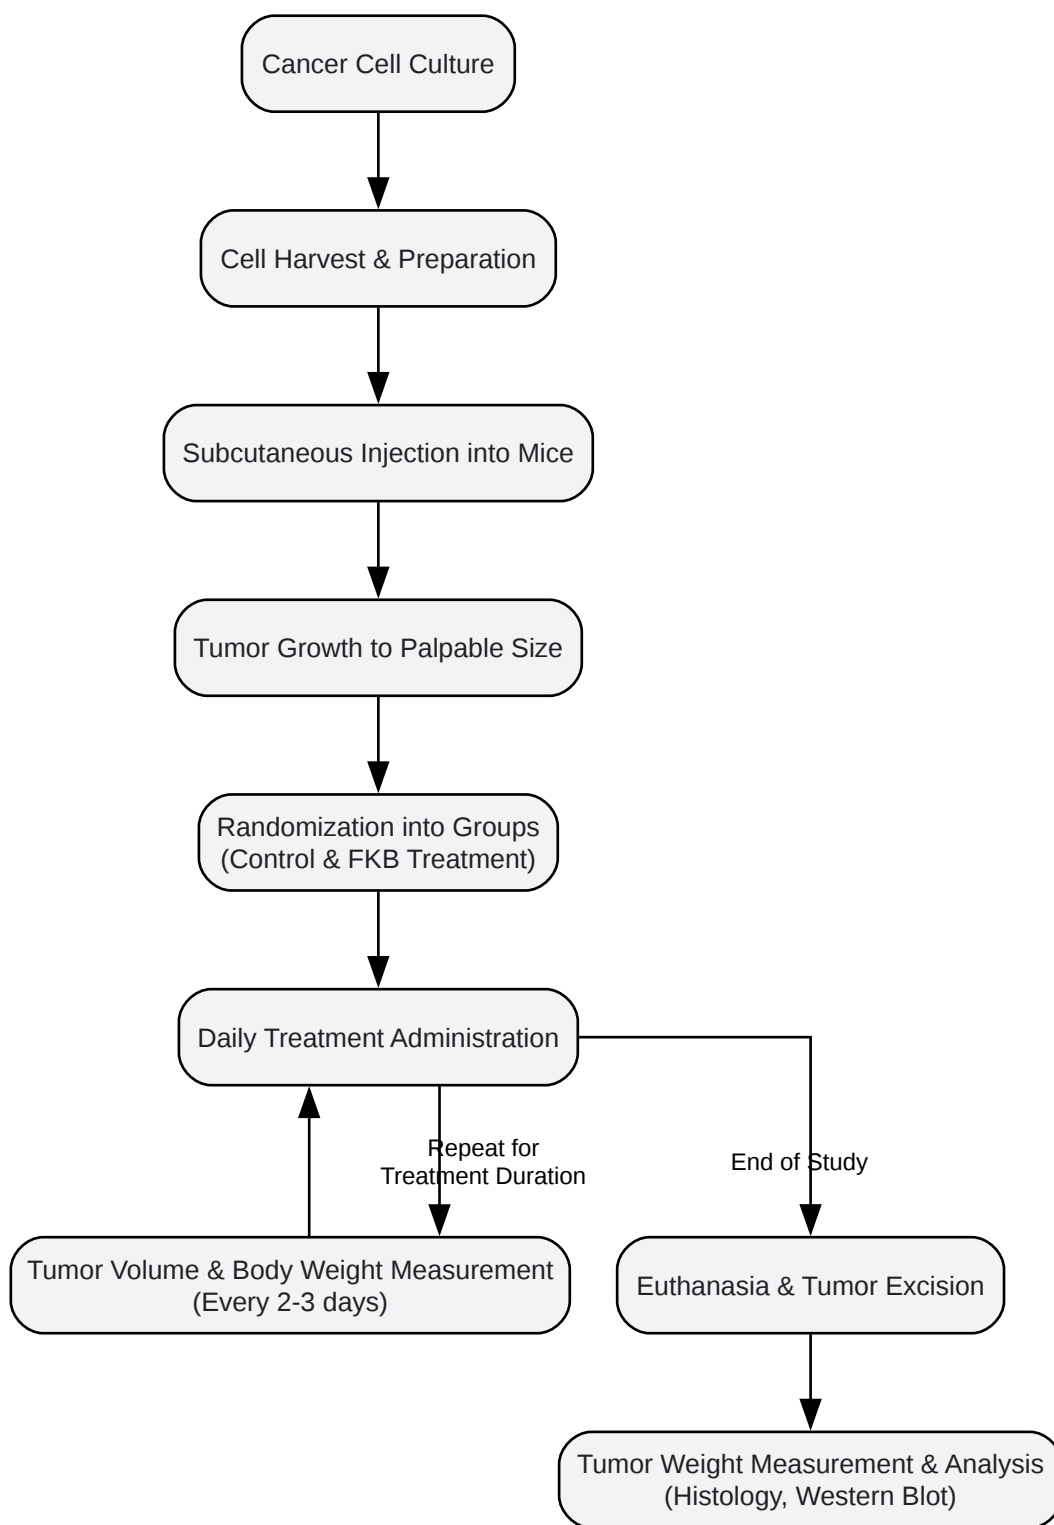 Cancer Cell Culture
Cell Harvest & Preparation
Subcutaneous Injection into Mice
Tumor Growth to Palpable Size
Randomization into Groups
(Control & FKB Treatment)
Daily Treatment Administration
Repeat for
Treatment Duration
End of Study
Tumor Volume & Body Weight Measurement
(Every 2-3 days)
Euthanasia & Tumor Excision
Tumor Weight Measurement & Analysis
(Histology, Western Blot)